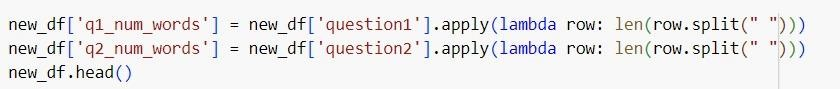 new_df['q1_num_words'] = new_df['question1'].apply(lambda row: len(row.split(" ")))
new_df['q2_num_words'] = new_df['question2'].apply(lambda row: len(row.split(" ")))
new_df.head()